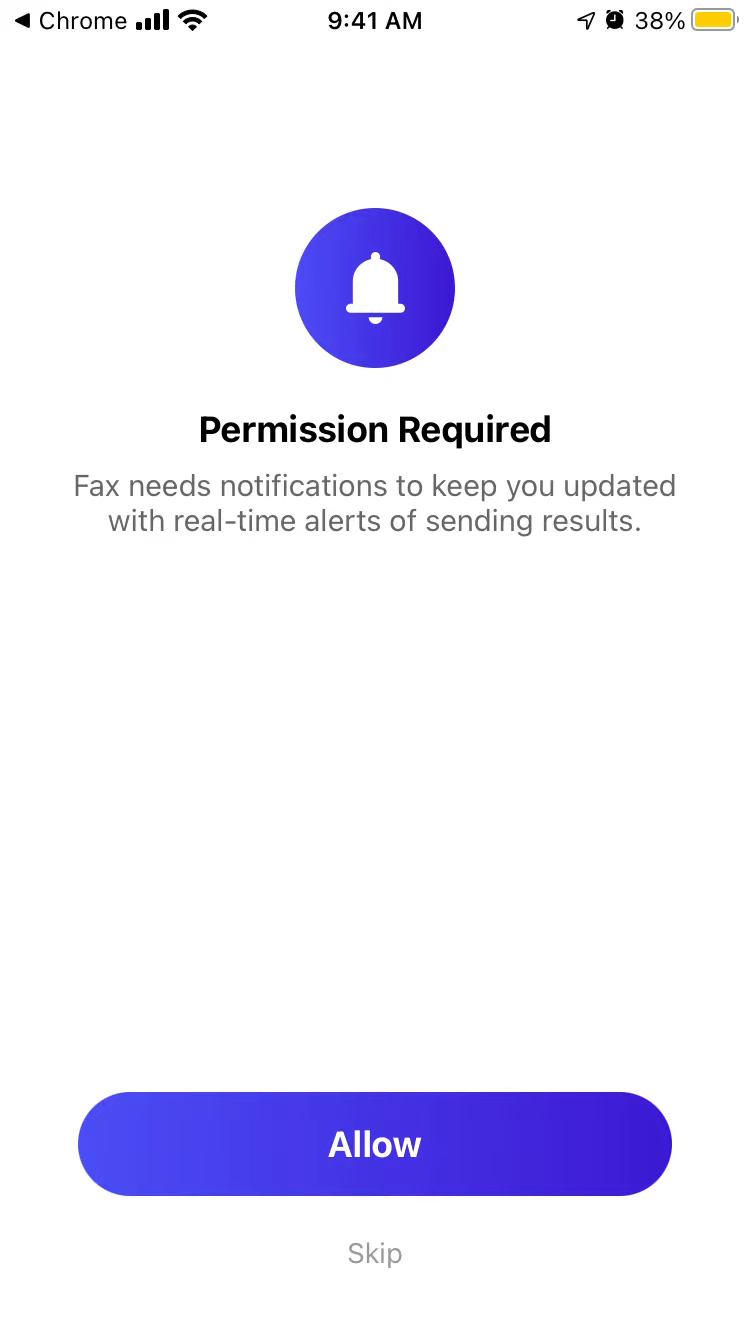 Chrome 9:41 AM 38%
Permission Required
Fax needs notifications to keep you updated
with real-time alerts of sending results.
Allow
Skip